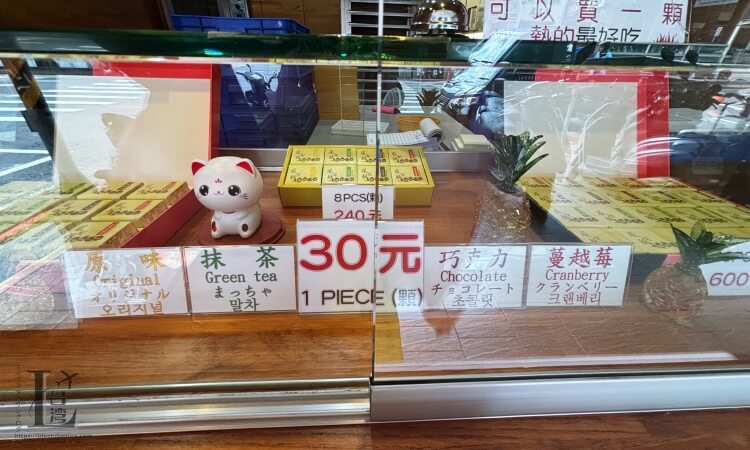 可以買一顆
熱的最好吃
8PCS(顆)
240元
原味
Original
オリジナル
오리지널
抹茶
Green tea
まっちゃ
말차
30元
1 PIECE(顆)
巧克力
Chocolate
チョコレート
초콜릿
蔓越莓
Cranberry
クランベリー
크랜베리
600